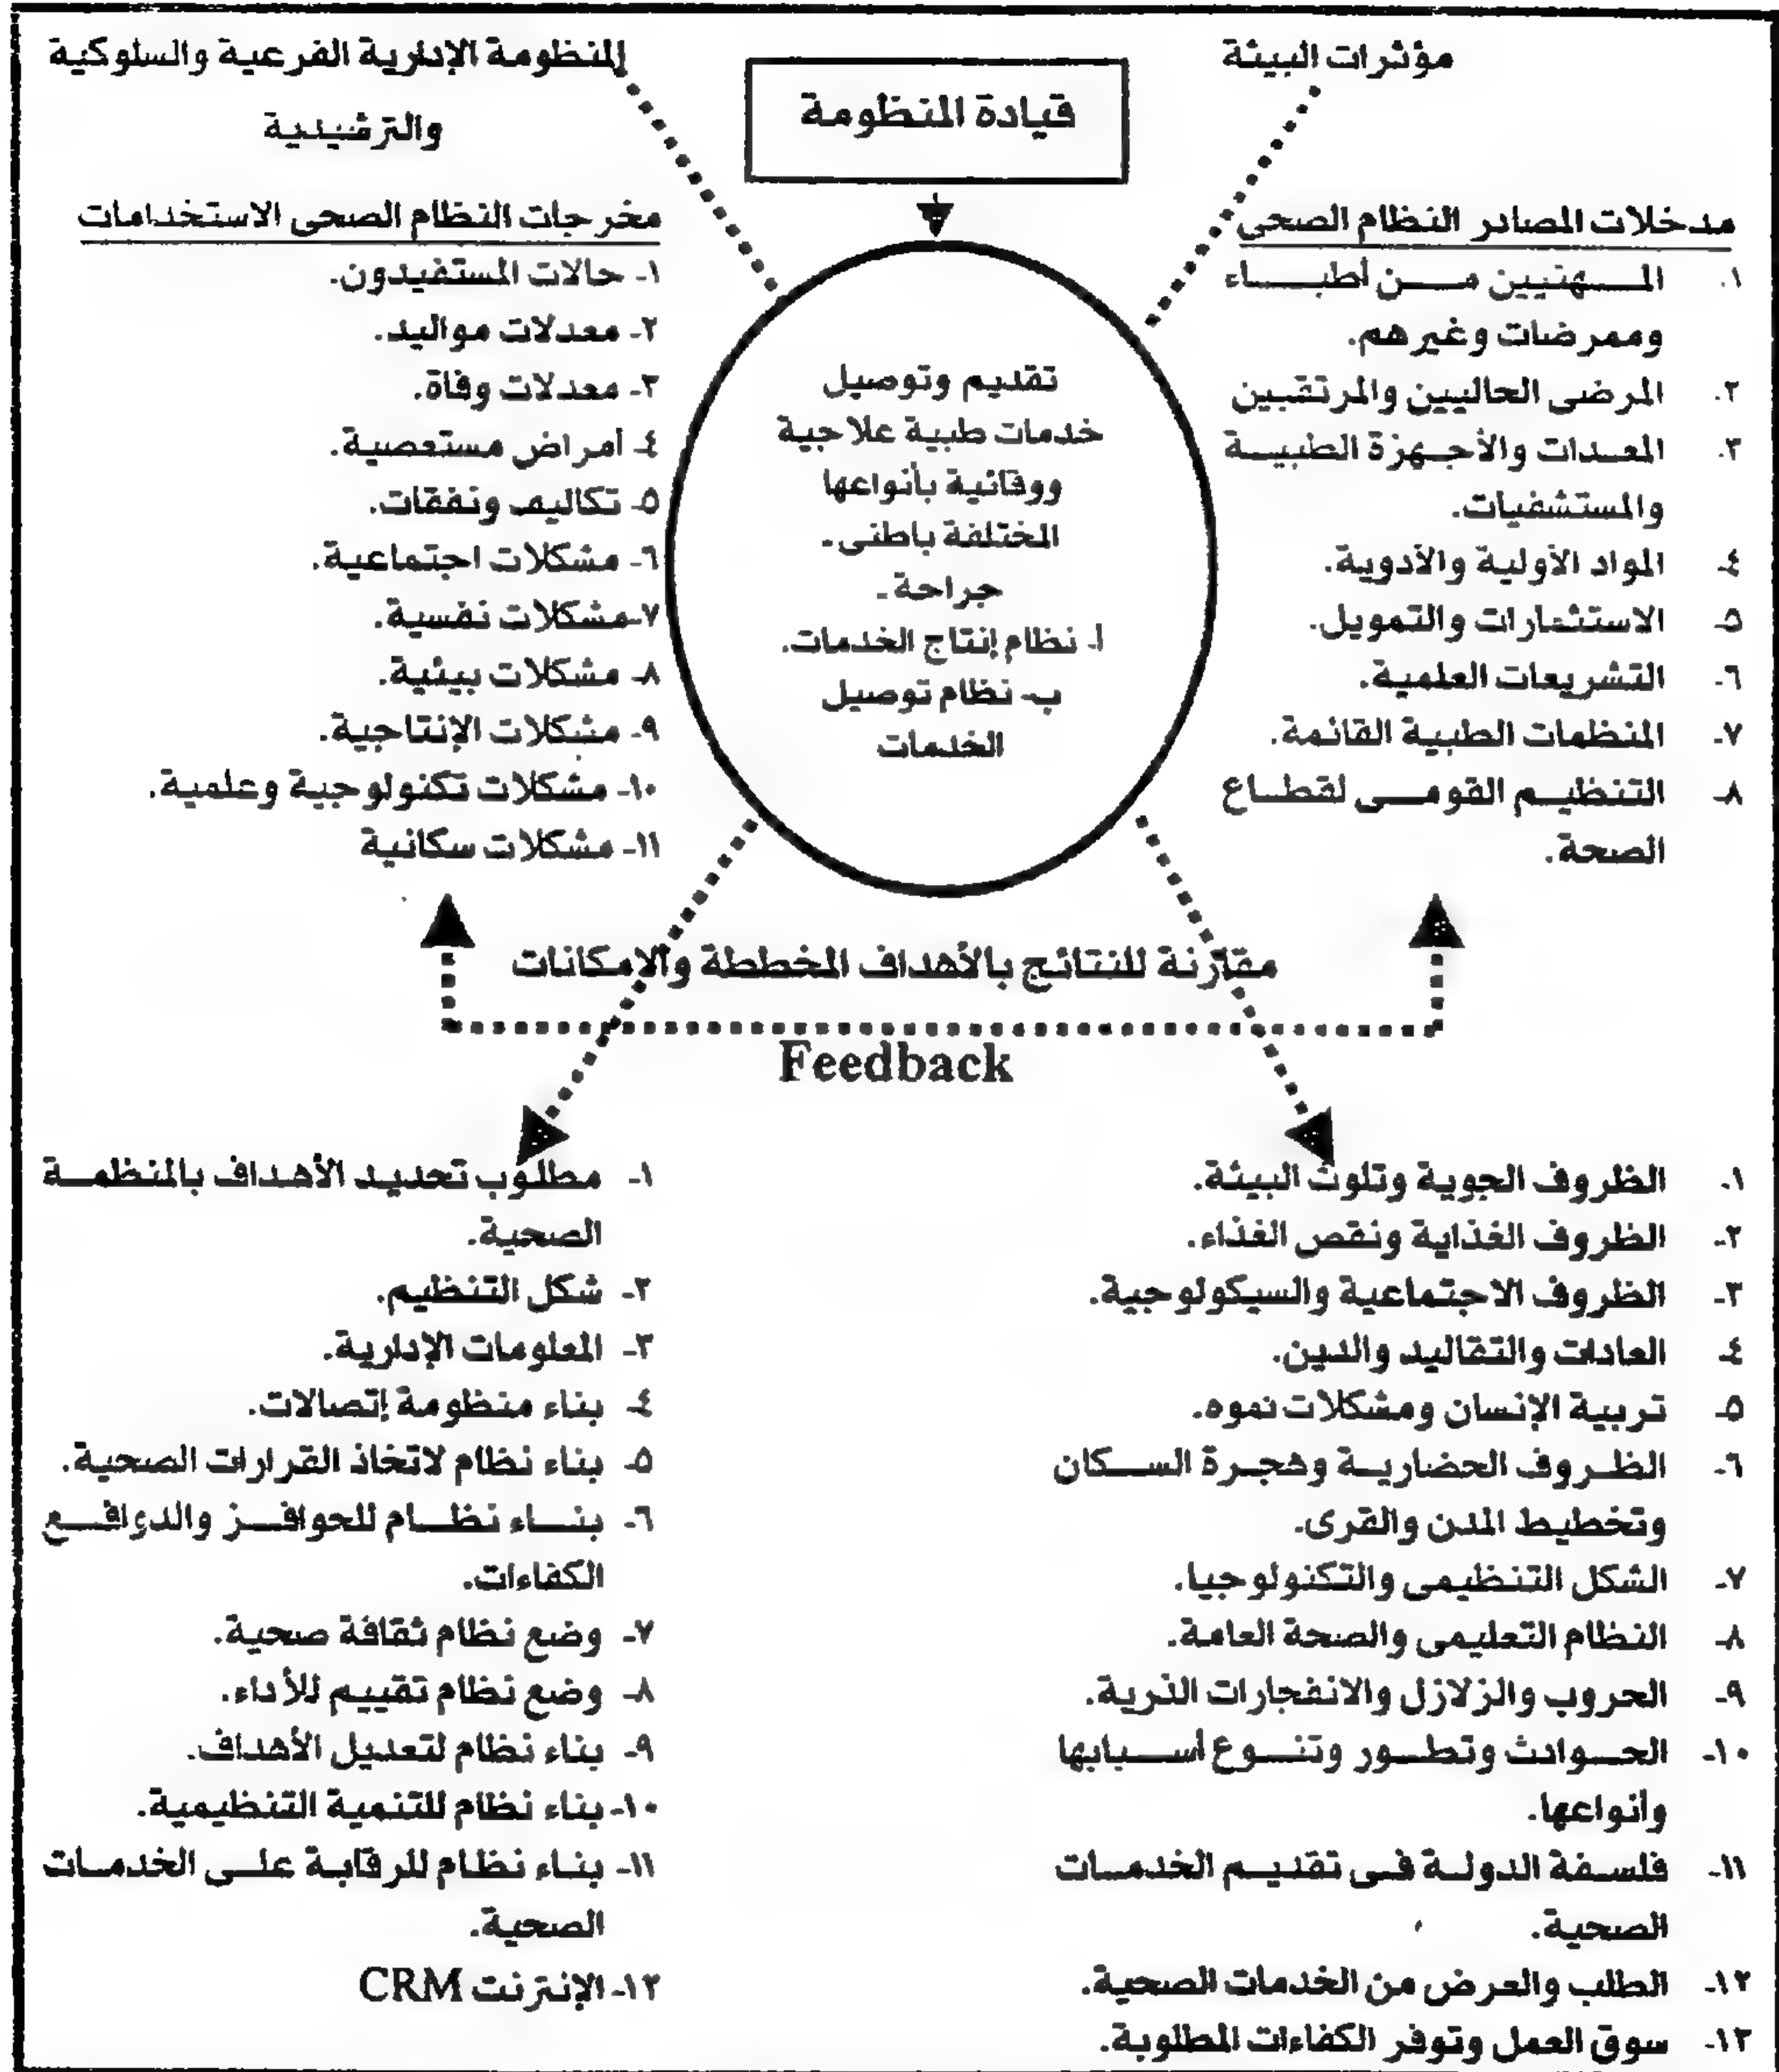 مؤثرات البيئة
قيادة المنظومة
المنظومة الإدارية الفرعية والسلوكية
والترشيدية
مدخلات المصادر النظام الصحى
١. المهنيين من أطباء
وممرضات وغيرهم.
٢. المرضى الحاليين والمرتقبين
٣. المعدات والأجهزة الطبية
والمستشفيات.
٤- المواد الأولية والأدوية.
٥- الاستثمارات والتمويل.
٦- التشريعات العلمية.
٧- المنظمات الطبية القائمة.
٨- التنظيم القومى لقطاع
الصحة.
تقديم وتوصيل
خدمات طبية علاجية
ووقائية بأنواعها
المختلفة باطنى-
جراحة-
أ- نظام إنتاج الخدمات.
ب- نظام توصيل
الخدمات
مخرجات النظام الصحى الاستخدامات
١- حالات المستفيدون.
٢- معدلات مواليد.
٣- معدلات وفاة.
٤- أمراض مستعصية.
٥- تكاليف ونفقات.
٦- مشكلات اجتماعية.
٧- مشكلات نفسية.
٨- مشكلات بيئية.
٩- مشكلات الإنتاجية.
١٠- مشكلات تكنولوجية وعلمية.
١١- مشكلات سكانية
مقارنة للنتائج بالأهداف المخططة والامكانات
Feedback
١- الظروف الجوية وتلوث البيئة.
٢- الظروف الغذاية ونقص الغذاء.
٣- الظروف الاجتماعية والسيكولوجية.
٤- العادات والتقاليد والدين.
٥- تربية الإنسان ومشكلات نموه.
٦- الظروف الحضارية وهجرة السكان
وتخطيط المدن والقرى.
٧- الشكل التنظيمى والتكنولوجيا.
٨- النظام التعليمى والصحة العامة.
٩- الحروب والزلازل والانفجارات الذرية.
١٠- الحوادث وتطور وتنوع أسبابها
وأنواعها.
١١- فلسفة الدولة فى تقديم الخدمات
الصحية.
١٢- الطلب والعرض من الخدمات الصحية.
١٣- سوق العمل وتوفر الكفاءات المطلوبة.
١- مطلوب تحديد الأهداف بالمنظمة
الصحية.
٢- شكل التنظيم.
٣- المعلومات الإدارية.
٤- بناء منظومة إتصالات.
٥- بناء نظام لاتخاذ القرارات الصحية.
٦- بناء نظام للحوافز والدوافع
الكفاءات.
٧- وضع نظام ثقافة صحية.
٨- وضع نظام تقييم للأداء.
٩- بناء نظام لتعديل الأهداف.
١٠- بناء نظام للتنمية التنظيمية.
١١- بناء نظام للرقابة على الخدمات
الصحية.
١٢- الإنترنت CRM